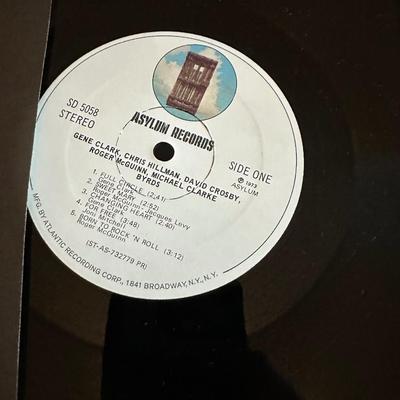 ASYLUM RECORDS
SD 5058
STEREO
SIDE ONE
℗ 1973
ASYLUM
GENE CLARK, CHRIS HILLMAN, DAVID CROSBY,
ROGER McGUINN, MICHAEL CLARKE
BYRDS
1. FULL CIRCLE (2:41)
Gene Clark
2. SWEET MARY (2:52)
Roger McGuinn - Jacques Levy
3. CHANGING HEART (2:40)
Gene Clark
4. FOR FREE (3:48)
Joni Mitchell
5. BORN TO ROCK 'N ROLL (3:12)
Roger McGuinn
(ST-AS-732779 PR)
MFG. BY ATLANTIC RECORDING CORP., 1841 BROADWAY, N.Y., N.Y.